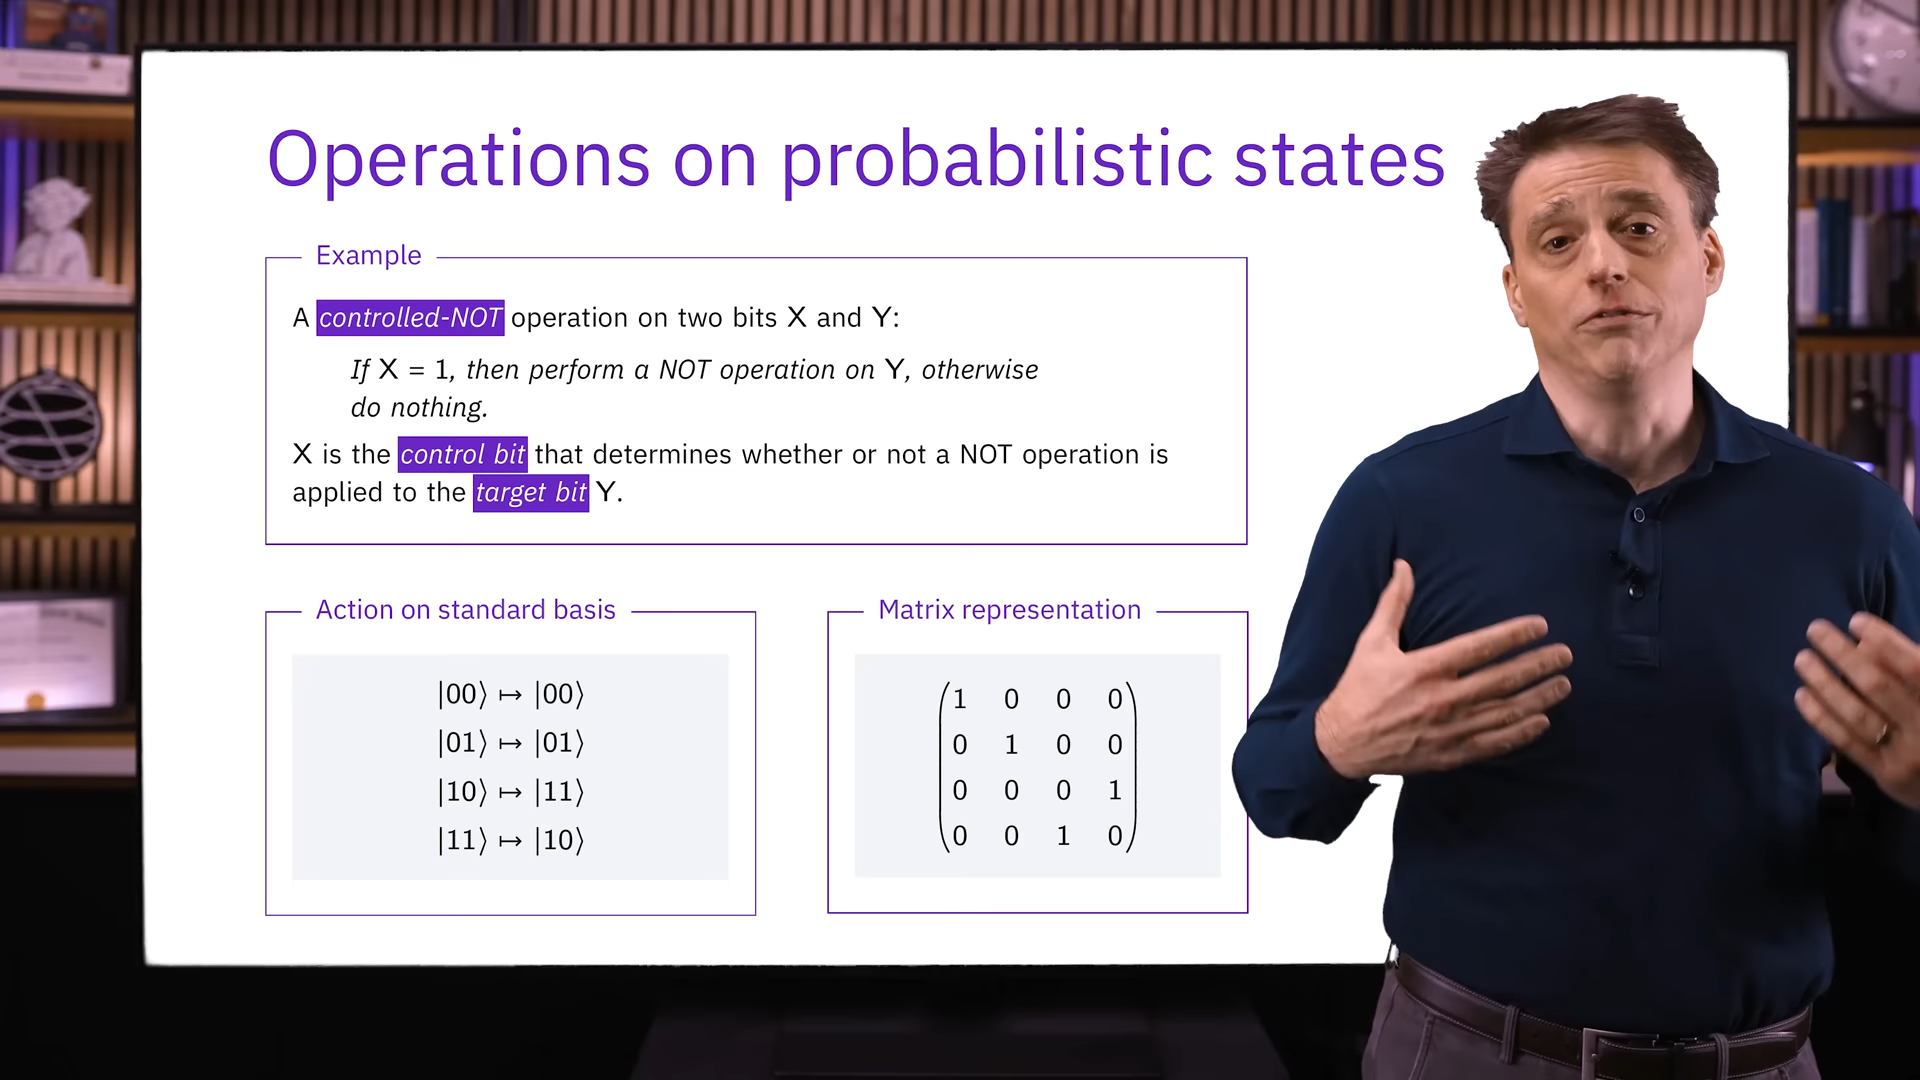 Operations on probabilistic states
Example
A controlled-NOT operation on two bits X and Y:
If X = 1, then perform a NOT operation on Y, otherwise
do nothing.
X is the control bit that determines whether or not a NOT operation is
applied to the target bit Y.
Action on standard basis
|00⟩ ↦ |00⟩
|01⟩ ↦ |01⟩
|10⟩ ↦ |11⟩
|11⟩ ↦ |10⟩
Matrix representation
1 0 0 0
0 1 0 0
0 0 0 1
0 0 1 0